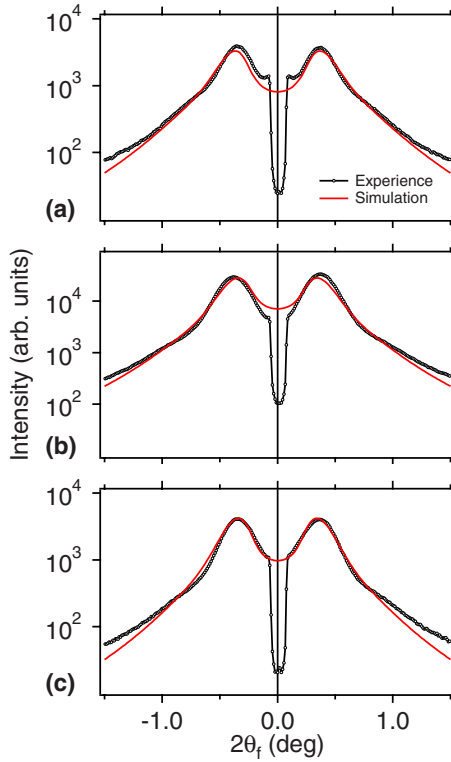 10^4
10^3
10^2
(a)
Experience
Simulation
Intensity (arb. units)
10^4
10^3
10^2
(b)
10^4
10^3
10^2
(c)
-1.0
0.0
1.0
2θ_f (deg)